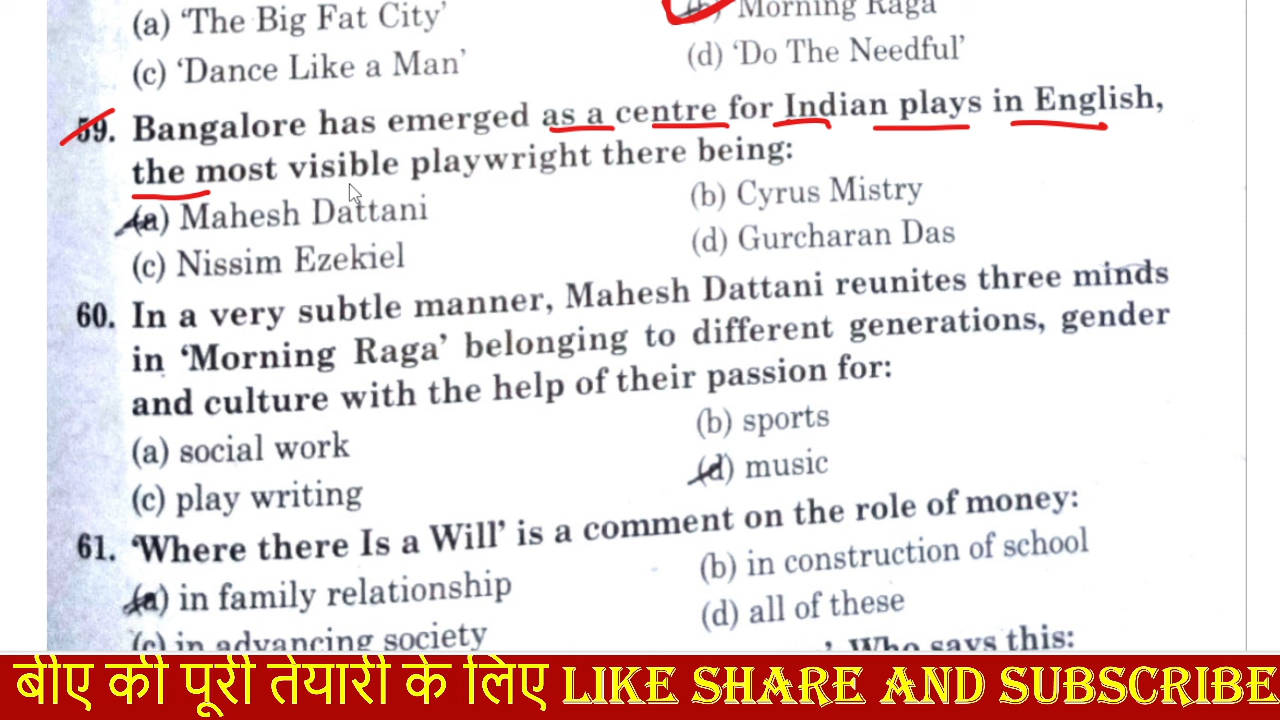 (a) 'The Big Fat City' (b) 'Morning Raga'
(c) 'Dance Like a Man' (d) 'Do The Needful'
59. Bangalore has emerged as a centre for Indian plays in English,
the most visible playwright there being:
(a) Mahesh Dattani (b) Cyrus Mistry
(c) Nissim Ezekiel (d) Gurcharan Das
60. In a very subtle manner, Mahesh Dattani reunites three minds
in 'Morning Raga' belonging to different generations, gender
and culture with the help of their passion for:
(a) social work (b) sports
(c) play writing (d) music
61. 'Where there Is a Will' is a comment on the role of money:
(a) in family relationship (b) in construction of school
(c) in advancing society (d) all of these
' Who says this:
बीए की पूरी तेयारी के लिए LIKE SHARE AND SUBSCRIBE